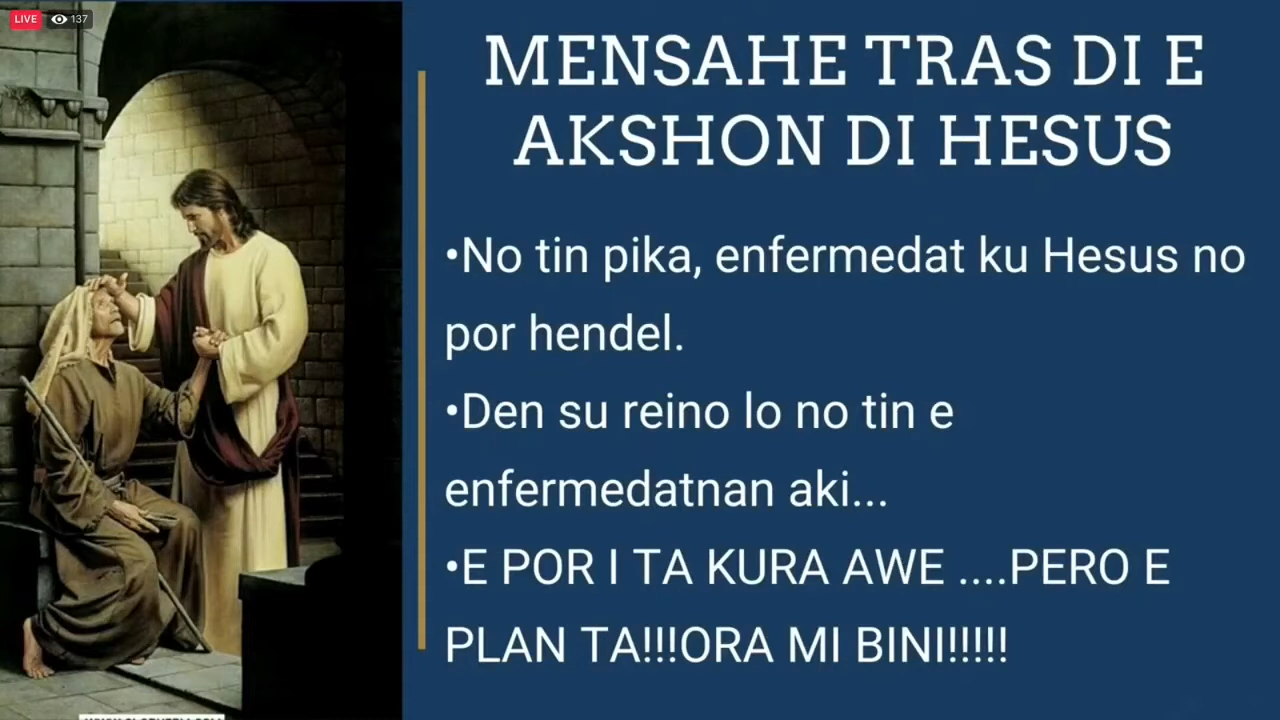 LIVE 137
MENSAHE TRAS DI E
AKSHON DI HESUS
•No tin pika, enfermedat ku Hesus no
por hendel.
•Den su reino lo no tin e
enfermedatnan aki...
•E POR I TA KURA AWE ....PERO E
PLAN TA!!!ORA MI BINI!!!!!